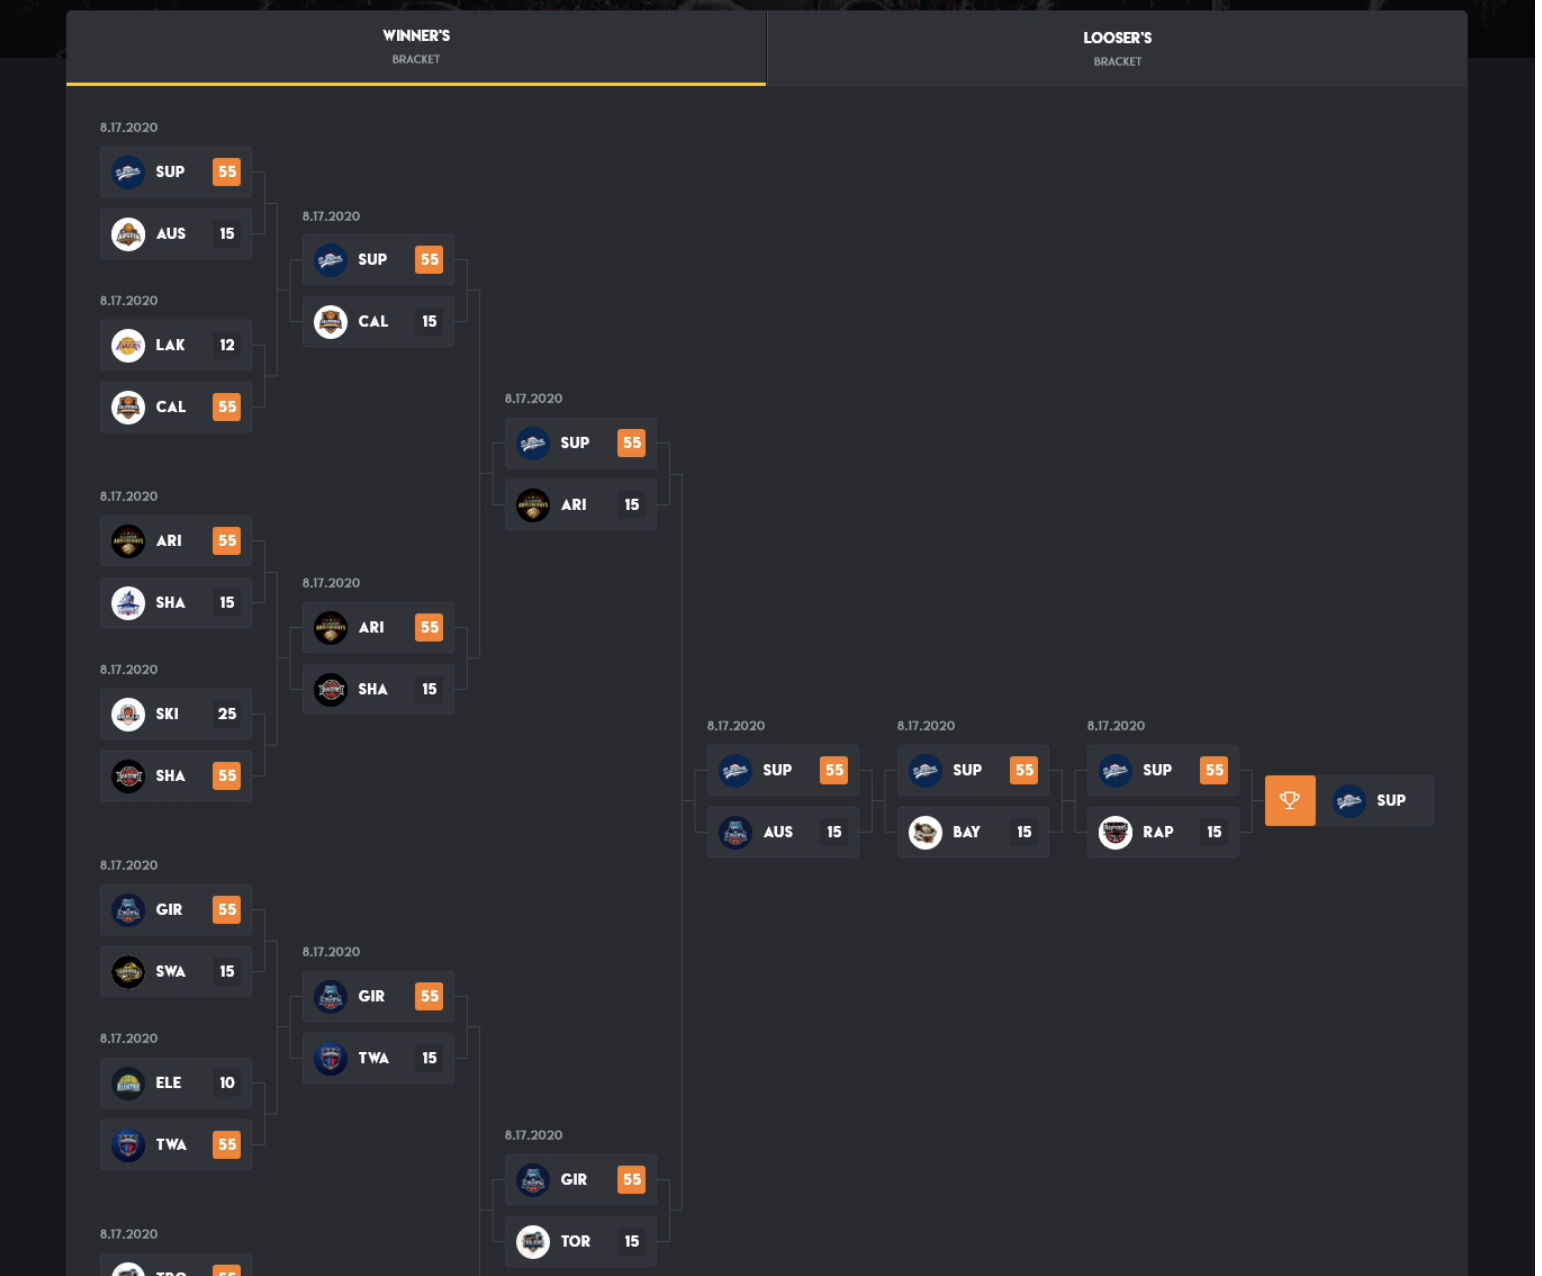 WINNER'S
BRACKET
LOOSER'S
BRACKET
8.17.2020
SUP 55
AUS 15
8.17.2020
LAK 12
CAL 55
8.17.2020
ARI 55
SHA 15
8.17.2020
SKI 25
SHA 55
8.17.2020
GIR 55
SWA 15
8.17.2020
ELE 10
TWA 55
8.17.2020
8.17.2020
SUP 55
CAL 15
8.17.2020
ARI 55
SHA 15
8.17.2020
GIR 55
TWA 15
8.17.2020
SUP 55
ARI 15
8.17.2020
GIR 55
TOR 15
8.17.2020
SUP 55
AUS 15
8.17.2020
SUP 55
BAY 15
8.17.2020
SUP 55
RAP 15
SUP